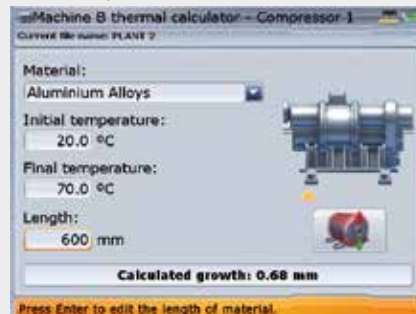 Machine B thermal calculator - Compressor 1
Current file name: PLANT 2
Material:
Aluminium Alloys
Initial temperature:
20.0 ºC
Final temperature:
70.0 ºC
Length:
600 mm
Calculated growth: 0.68 mm
Press Enter to edit the length of material.